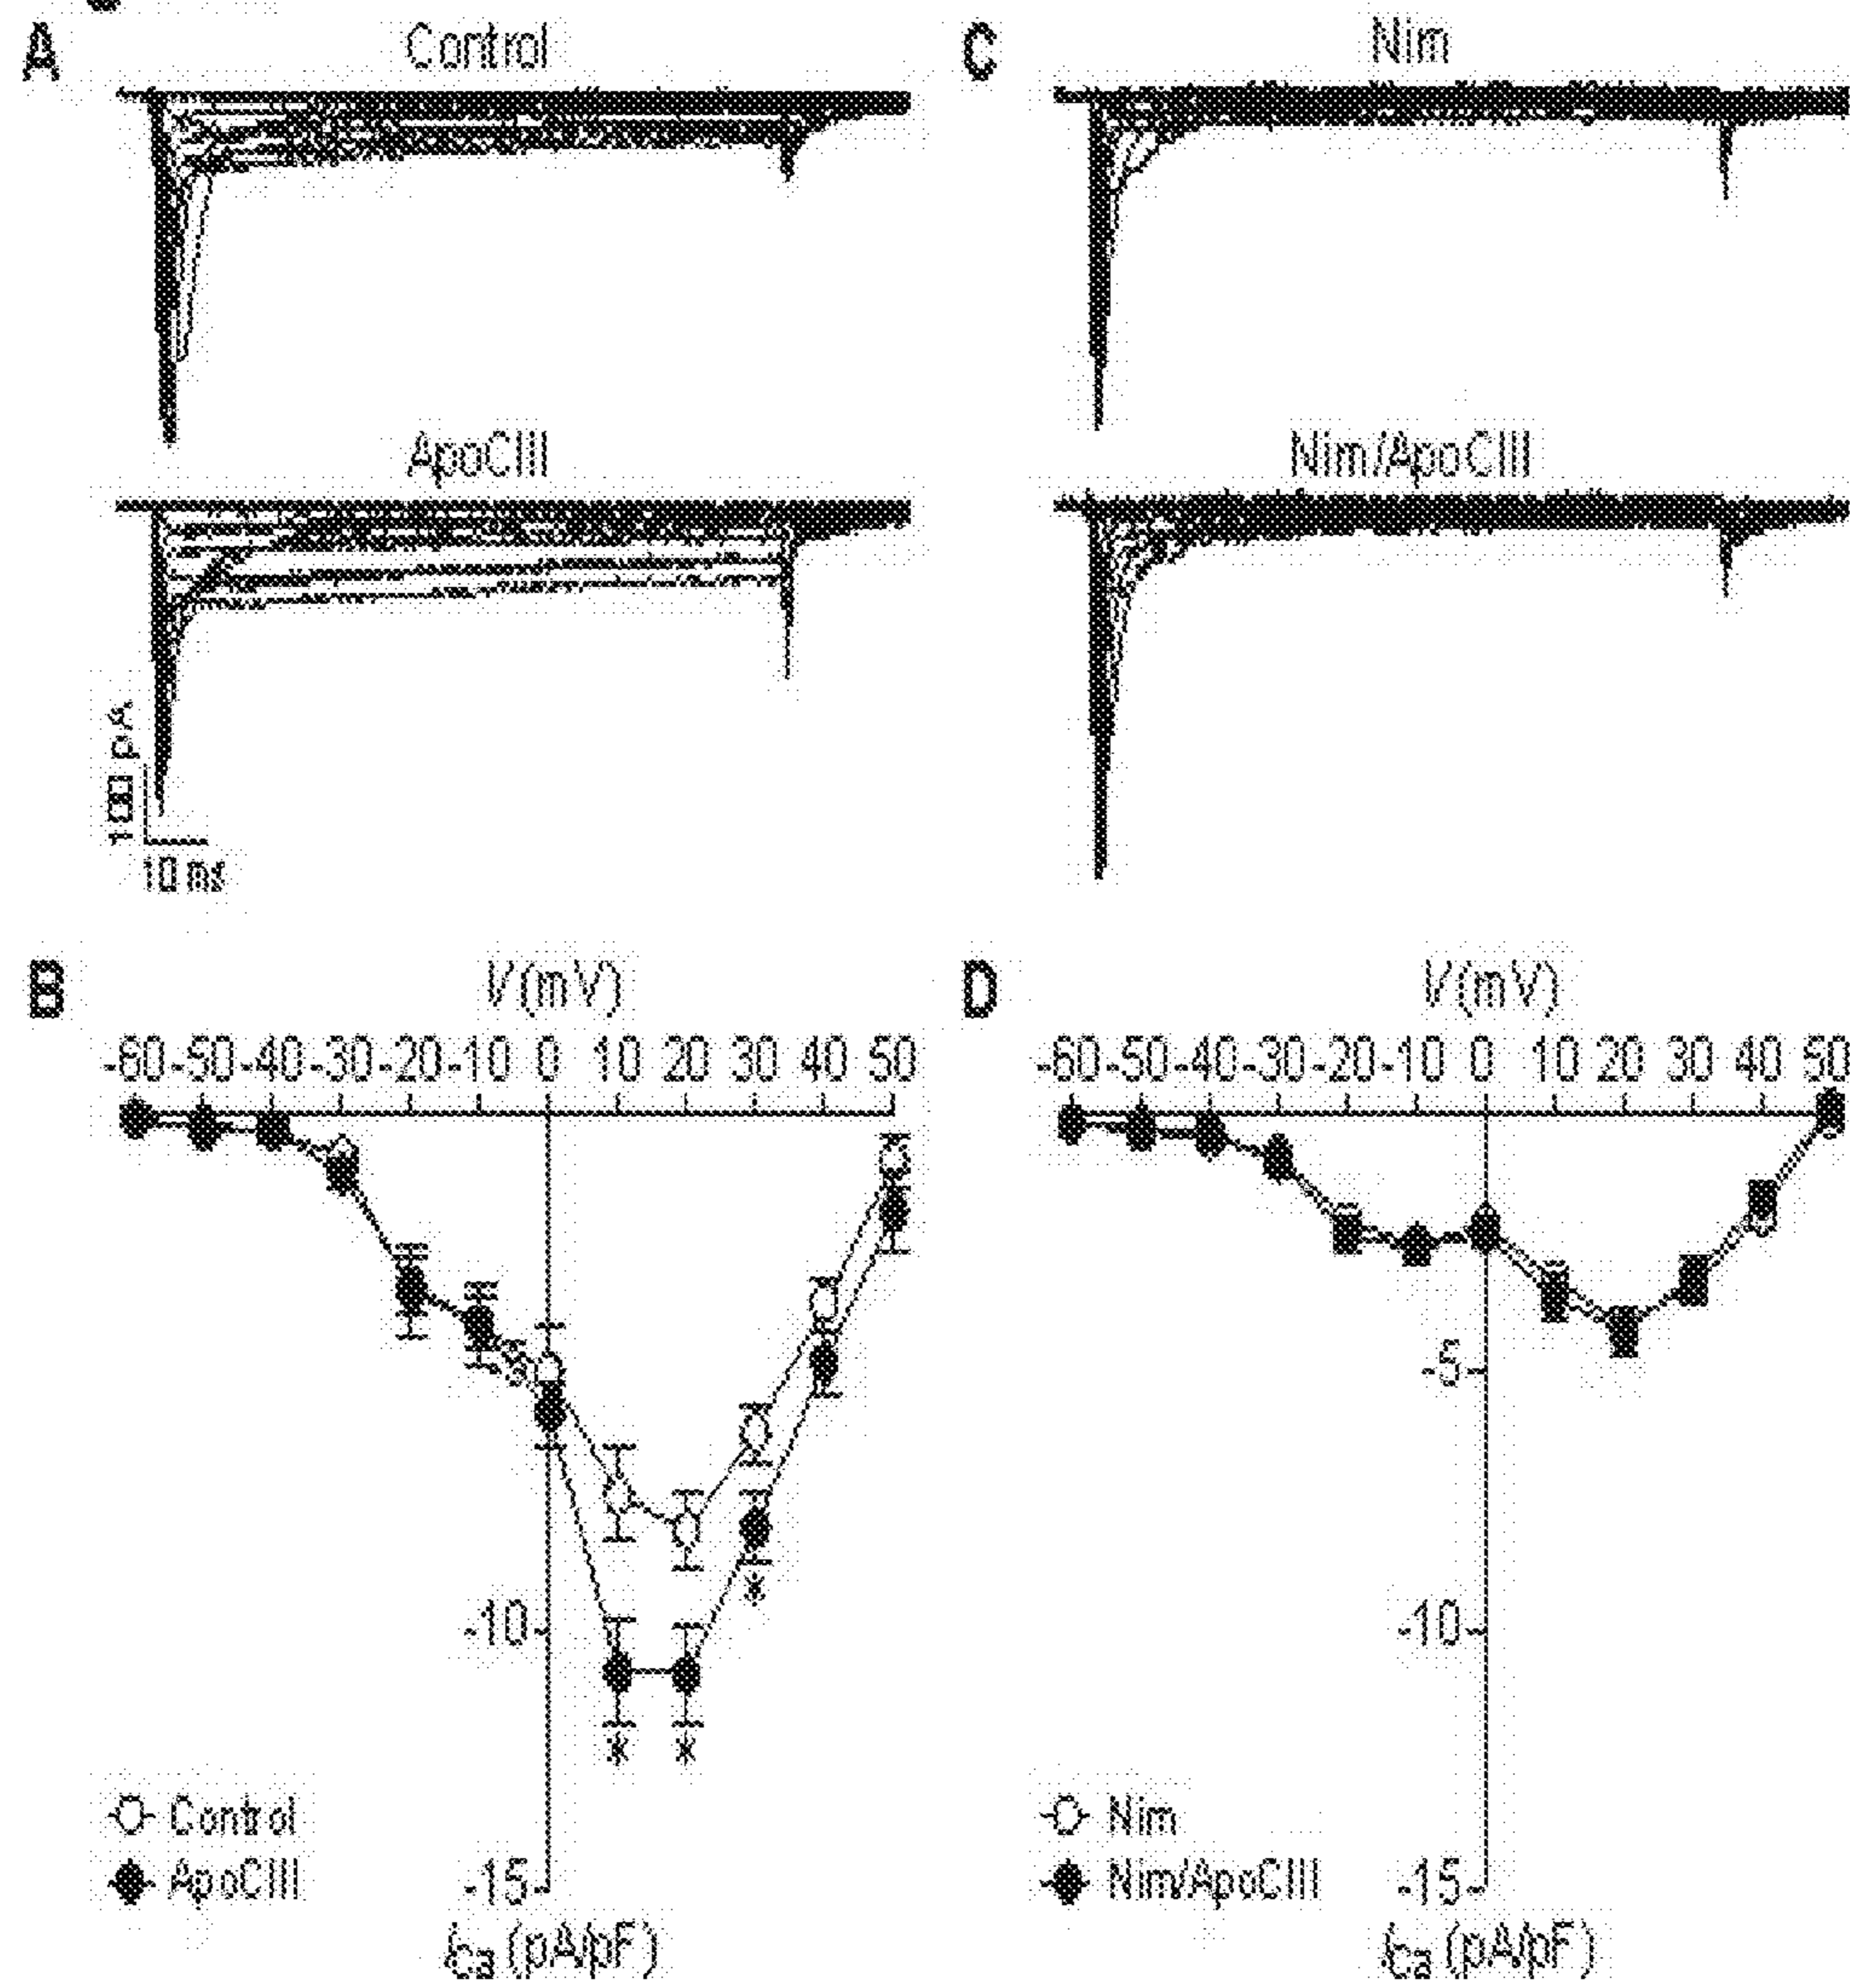 A
Control
C
Nim
ApoCIII
Nim/ApoCIII
100 pA
10 ms
B
V (mV)
-60 -50 -40 -30 -20 -10 0 10 20 30 40 50
-5
-10
*
* *
Control
ApoCIII
-15
ICa (pA/pF)
D
V (mV)
-60 -50 -40 -30 -20 -10 0 10 20 30 40 50
-5
-10
Nim
Nim/ApoCIII
-15
ICa (pA/pF)